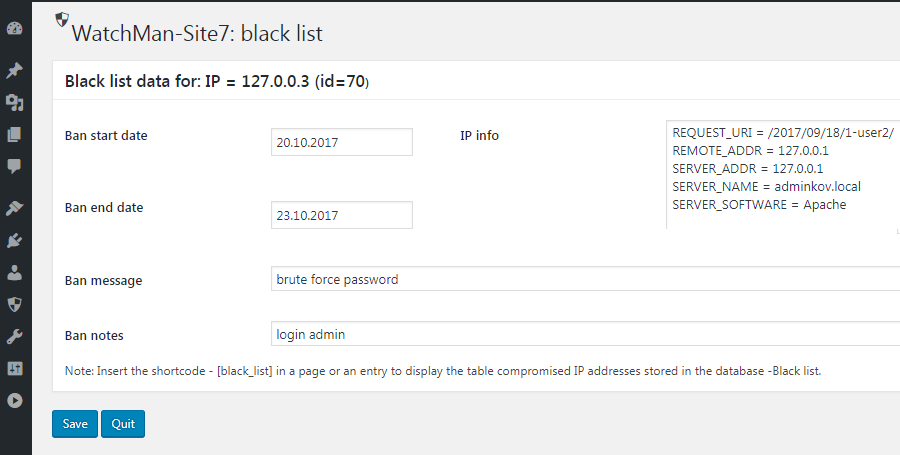 WatchMan-Site7: black list
Black list data for: IP = 127.0.0.3 (id=70)
Ban start date
20.10.2017
IP info
REQUEST_URI = /2017/09/18/1-user2/
REMOTE_ADDR = 127.0.0.1
SERVER_ADDR = 127.0.0.1
SERVER_NAME = adminkov.local
SERVER_SOFTWARE = Apache
Ban end date
23.10.2017
Ban message
brute force password
Ban notes
login admin
Note: Insert the shortcode - [black_list] in a page or an entry to display the table compromised IP addresses stored in the database -Black list.
Save
Quit